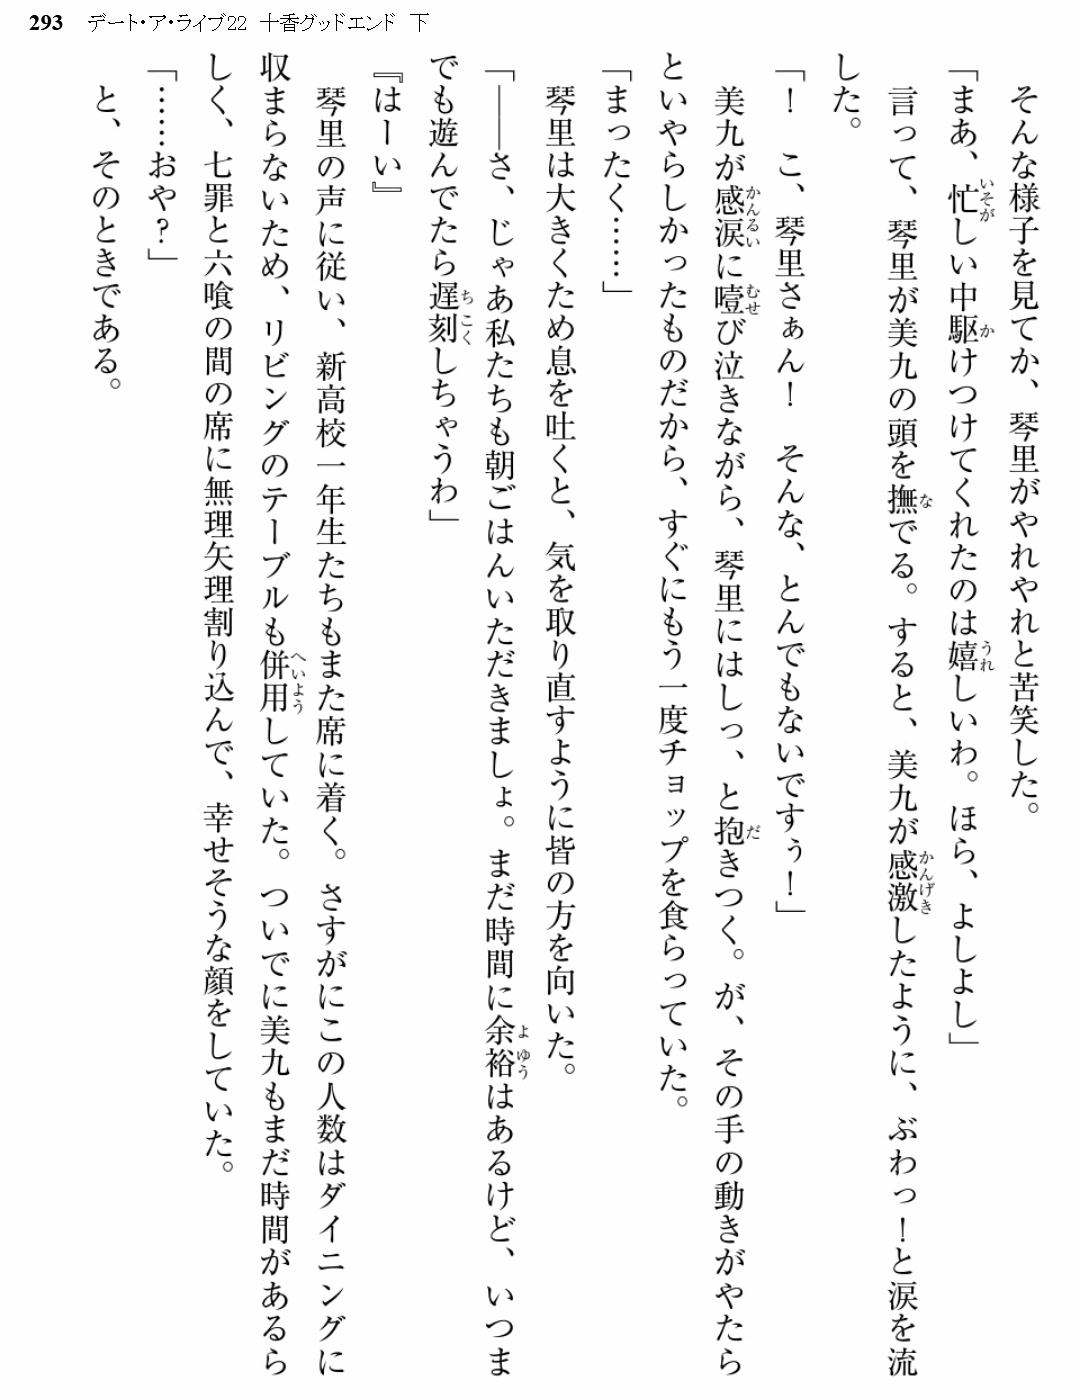 293 デート・ア・ライブ22 十香グッドエンド 下
そんな様子を見てか、琴里がやれやれと苦笑した。
「まあ、忙しい中駆けつけてくれたのは嬉しいわ。ほら、よしよし」
言って、琴里が美九の頭を撫でる。すると、美九が感激したように、ぶわっ！と涙を流
した。
「！　こ、琴里さぁん！　そんな、とんでもないですぅ！」
美九が感涙に噎び泣きながら、琴里にはしっ、と抱きつく。が、その手の動きがやたら
といやらしかったものだから、すぐにもう一度チョップを食らっていた。
「まったく……」
琴里は大きくため息を吐くと、気を取り直すように皆の方を向いた。
「――さ、じゃあ私たちも朝ごはんいただきましょ。まだ時間に余裕はあるけど、いつま
でも遊んでたら遅刻しちゃうわ」
『はーい』
琴里の声に従い、新高校一年生たちもまた席に着く。さすがにこの人数はダイニングに
収まらないため、リビングのテーブルも併用していた。ついでに美九もまだ時間があるら
しく、七罪と六喰の間の席に無理矢理割り込んで、幸せそうな顔をしていた。
「……おや？」
と、そのときである。